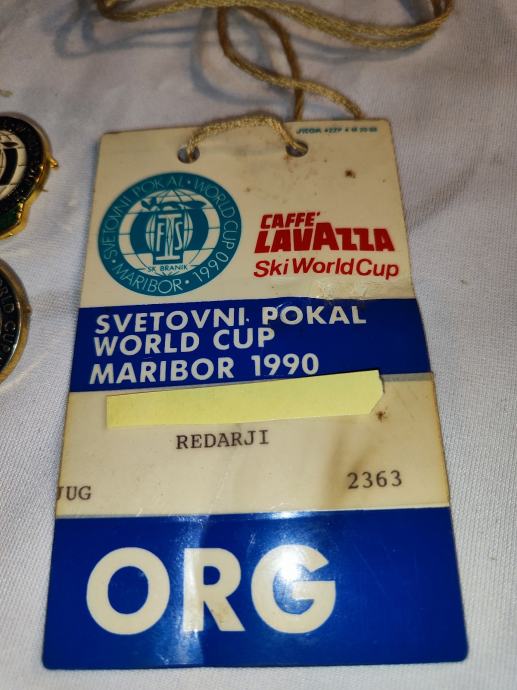 SVETOVNI POKAL • WORLD CUP
FIS
SK BRANIK
• MARIBOR • 1990
CAFFE'
LAVAZZA
Ski World Cup
SVETOVNI POKAL
WORLD CUP
MARIBOR 1990
REDARJI
JUG
2363
ORG